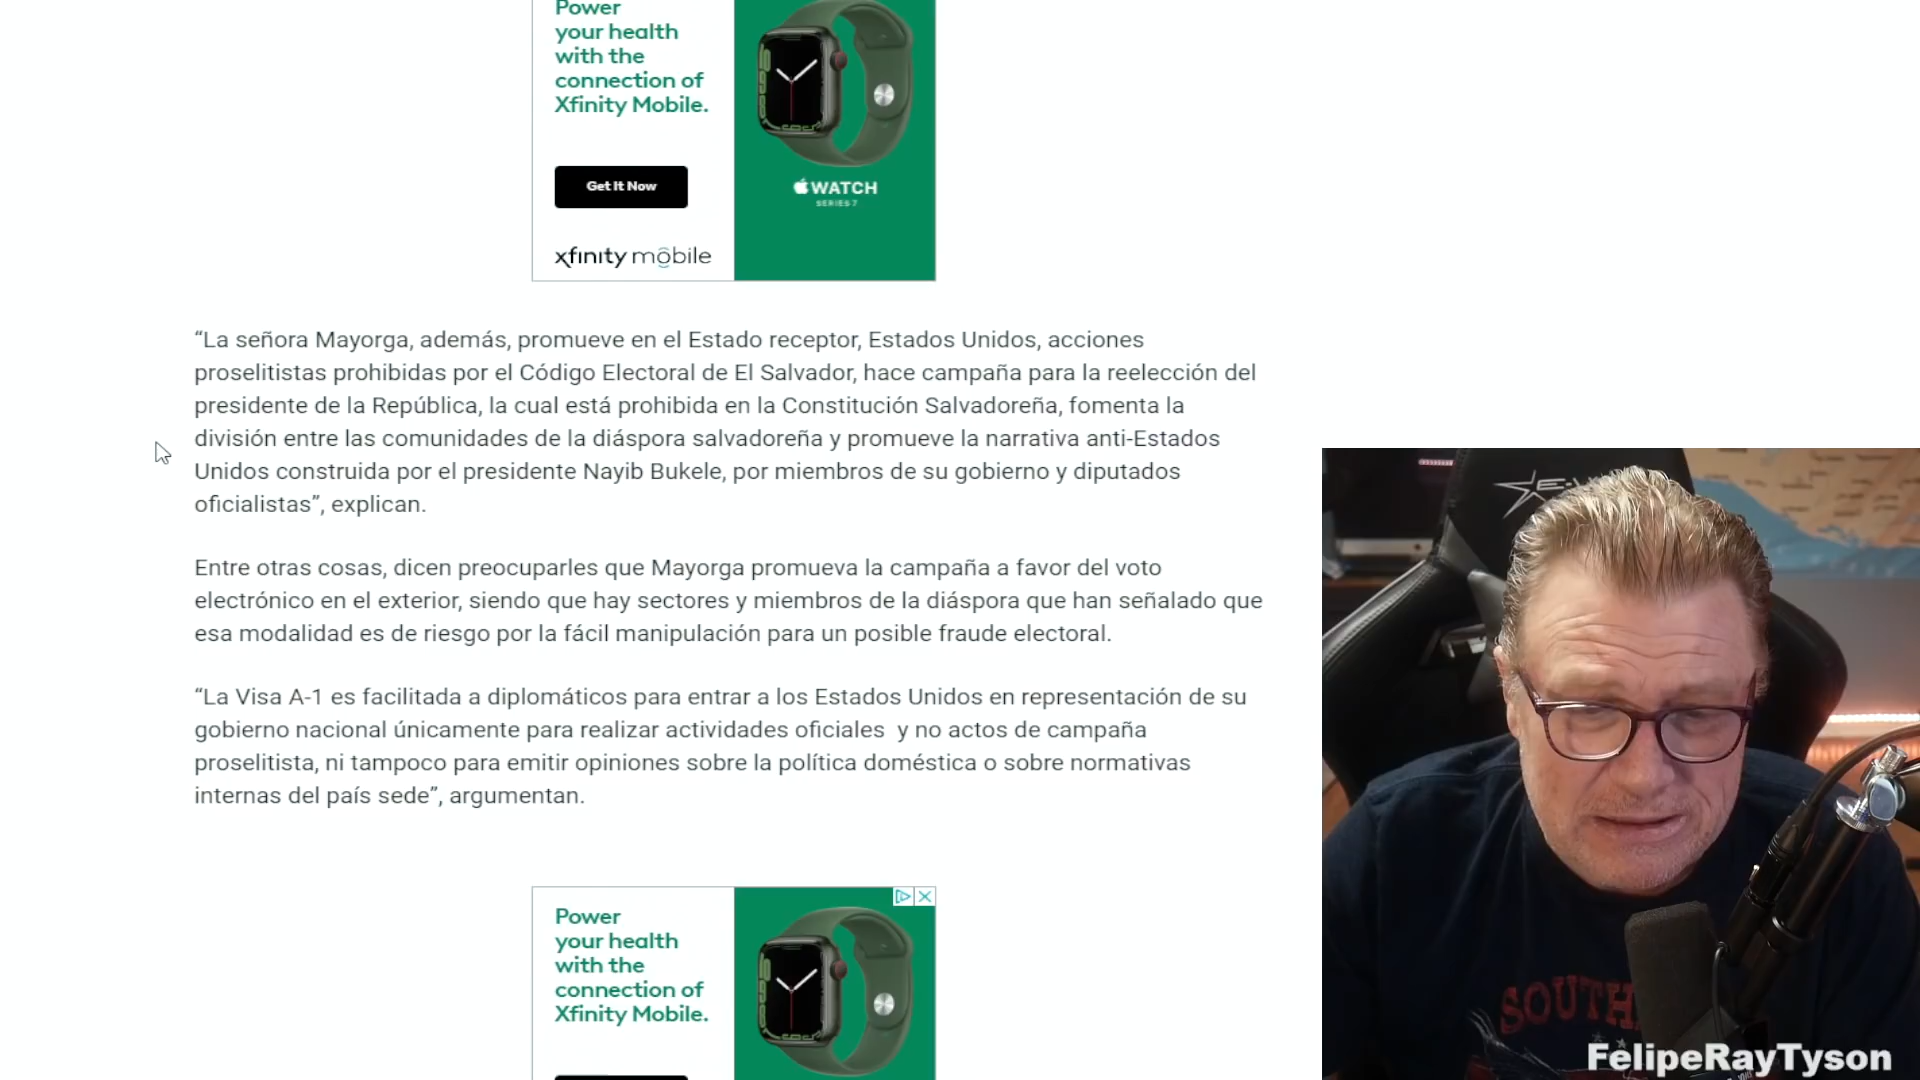 Power
your health
with the
connection of
Xfinity Mobile.
Get It Now
WATCH
SERIES 7
xfinity mobile
“La señora Mayorga, además, promueve en el Estado receptor, Estados Unidos, acciones
proselitistas prohibidas por el Código Electoral de El Salvador, hace campaña para la reelección del
presidente de la República, la cual está prohibida en la Constitución Salvadoreña, fomenta la
división entre las comunidades de la diáspora salvadoreña y promueve la narrativa anti-Estados
Unidos construida por el presidente Nayib Bukele, por miembros de su gobierno y diputados
oficialistas”, explican.
Entre otras cosas, dicen preocuparles que Mayorga promueva la campaña a favor del voto
electrónico en el exterior, siendo que hay sectores y miembros de la diáspora que han señalado que
esa modalidad es de riesgo por la fácil manipulación para un posible fraude electoral.
“La Visa A-1 es facilitada a diplomáticos para entrar a los Estados Unidos en representación de su
gobierno nacional únicamente para realizar actividades oficiales y no actos de campaña
proselitista, ni tampoco para emitir opiniones sobre la política doméstica o sobre normativas
internas del país sede”, argumentan.
Power
your health
with the
connection of
Xfinity Mobile.
SOUTH
FelipeRayTyson